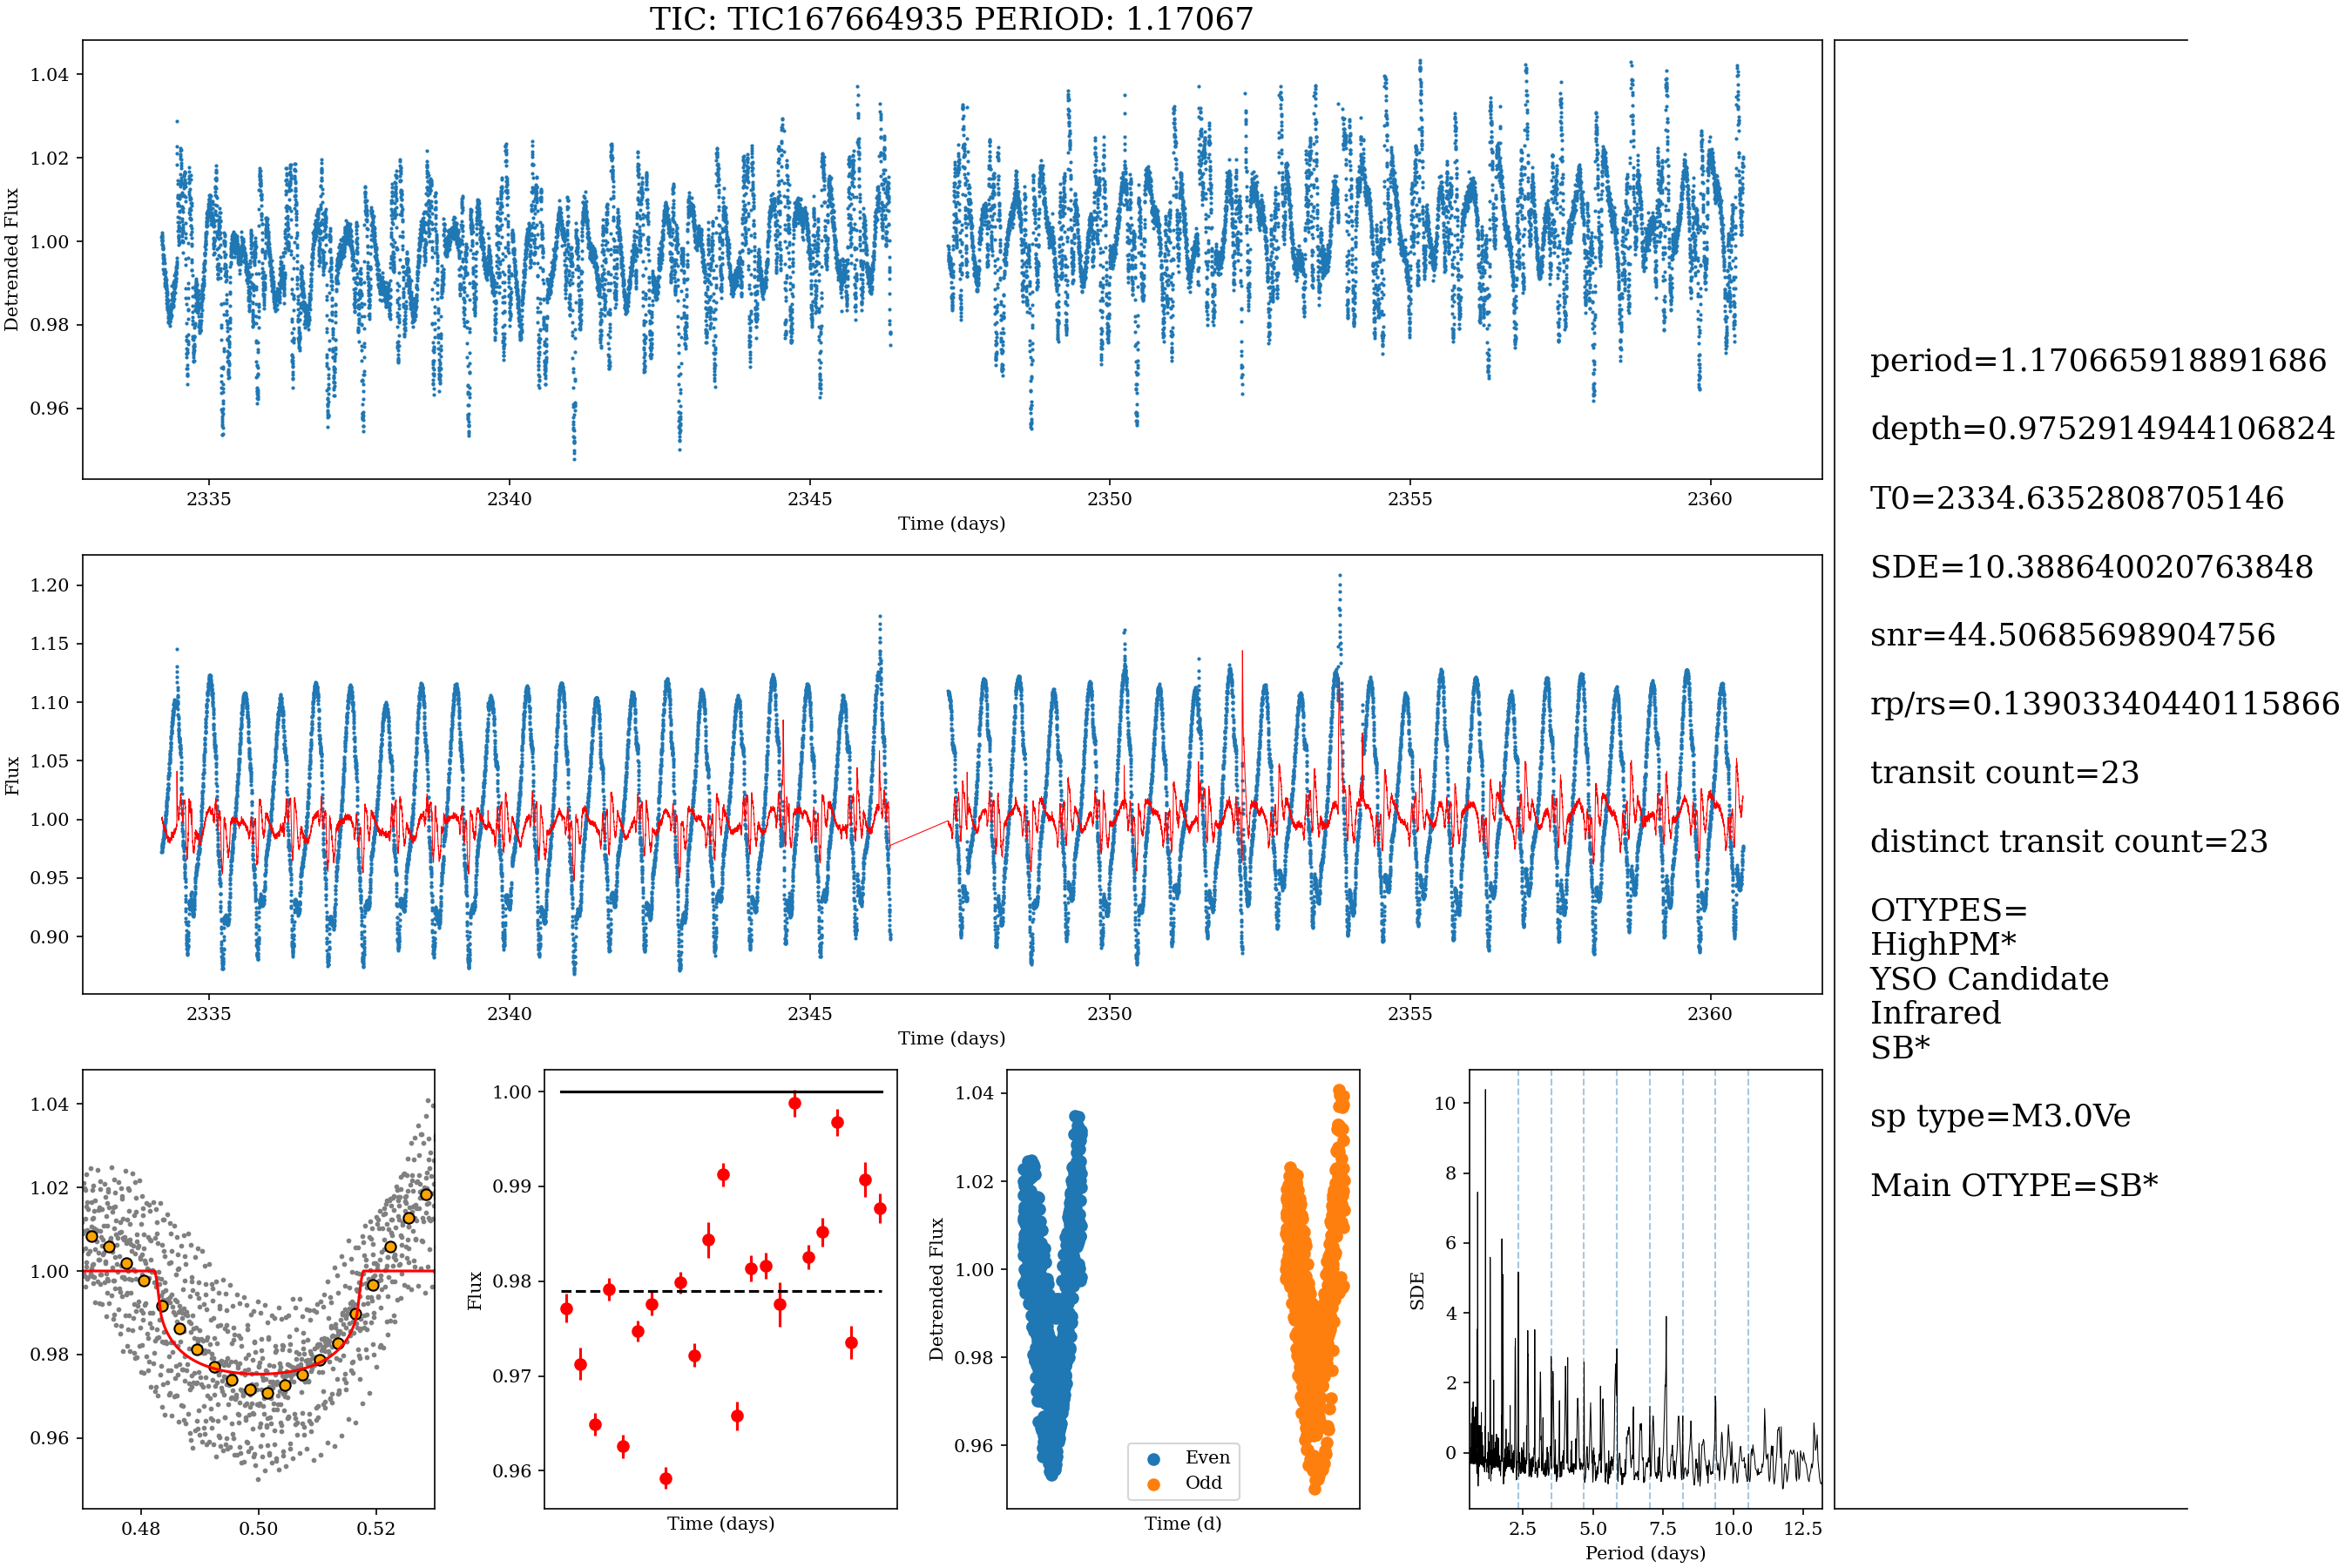 TIC: TIC167664935 PERIOD: 1.17067
1.04
1.02
1.00
0.98
0.96
Detrended Flux
2335
2340
2345
2350
2355
2360
Time (days)
1.20
1.15
1.10
1.05
1.00
0.95
0.90
Flux
2335
2340
2345
2350
2355
2360
Time (days)
1.04
1.02
1.00
0.98
0.96
0.48
0.50
0.52
1.00
0.99
0.98
0.97
0.96
Flux
Time (days)
1.04
1.02
1.00
0.98
0.96
Detrended Flux
Even
Odd
Time (d)
10
8
6
4
2
0
SDE
2.5
5.0
7.5
10.0
12.5
Period (days)
period=1.170665918891686
depth=0.9752914944106824
T0=2334.6352808705146
SDE=10.388640020763848
snr=44.50685698904756
rp/rs=0.13903340440115866
transit count=23
distinct transit count=23
OTYPES=
HighPM*
YSO Candidate
Infrared
SB*
sp type=M3.0Ve
Main OTYPE=SB*